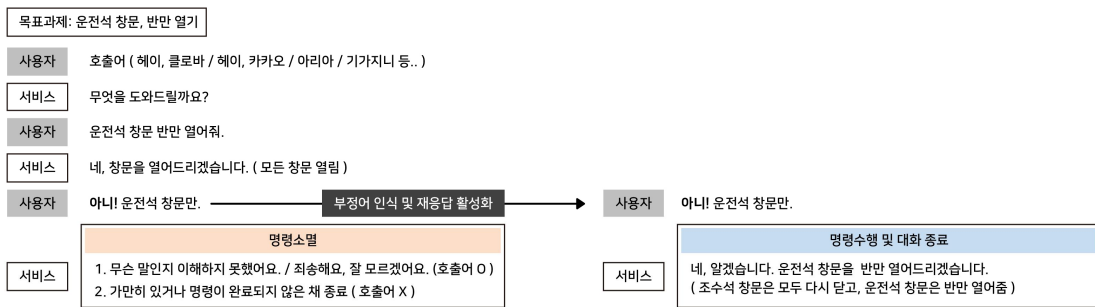 목표과제: 운전석 창문, 반만 열기
사용자 호출어 ( 헤이, 클로바 / 헤이, 카카오 / 아리아 / 기가지니 등.. )
서비스 무엇을 도와드릴까요?
사용자 운전석 창문 반만 열어줘.
서비스 네, 창문을 열어드리겠습니다. ( 모든 창문 열림 )
사용자 아니! 운전석 창문만. 부정어 인식 및 재응답 활성화 사용자 아니! 운전석 창문만.
명령소멸
서비스 1. 무슨 말인지 이해하지 못했어요. / 죄송해요, 잘 모르겠어요. (호출어 O )
2. 가만히 있거나 명령이 완료되지 않은 채 종료 ( 호출어 X )
명령수행 및 대화 종료
서비스 네, 알겠습니다. 운전석 창문을 반만 열어드리겠습니다.
( 조수석 창문은 모두 다시 닫고, 운전석 창문은 반만 열어줌 )